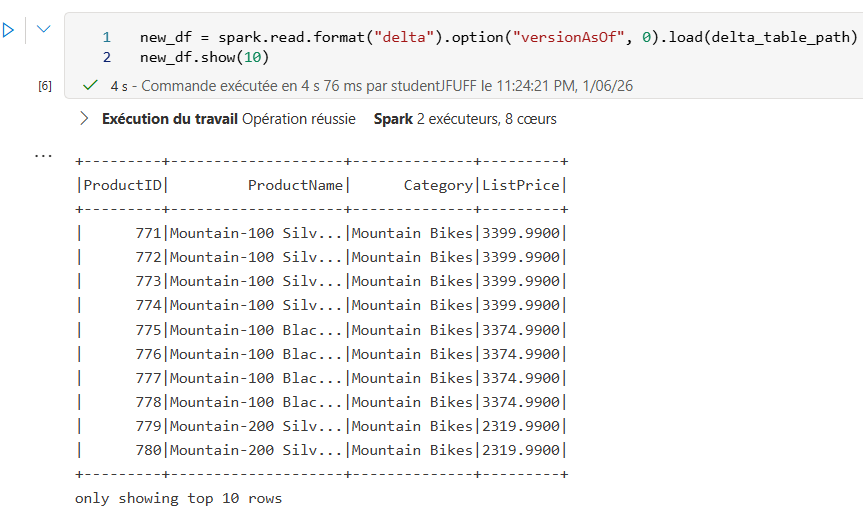 1 new_df = spark.read.format("delta").option("versionAsOf", 0).load(delta_table_path)
2 new_df.show(10)
[6] 4 s - Commande exécutée en 4 s 76 ms par studentJFUFF le 11:24:21 PM, 1/06/26
Exécution du travail Opération réussie Spark 2 exécuteurs, 8 cœurs
...
+---------+--------------------+--------------+---------+
|ProductID|         ProductName|      Category|ListPrice|
+---------+--------------------+--------------+---------+
|      771|Mountain-100 Silv...|Mountain Bikes|3399.9900|
|      772|Mountain-100 Silv...|Mountain Bikes|3399.9900|
|      773|Mountain-100 Silv...|Mountain Bikes|3399.9900|
|      774|Mountain-100 Silv...|Mountain Bikes|3399.9900|
|      775|Mountain-100 Blac...|Mountain Bikes|3374.9900|
|      776|Mountain-100 Blac...|Mountain Bikes|3374.9900|
|      777|Mountain-100 Blac...|Mountain Bikes|3374.9900|
|      778|Mountain-100 Blac...|Mountain Bikes|3374.9900|
|      779|Mountain-200 Silv...|Mountain Bikes|2319.9900|
|      780|Mountain-200 Silv...|Mountain Bikes|2319.9900|
+---------+--------------------+--------------+---------+
only showing top 10 rows